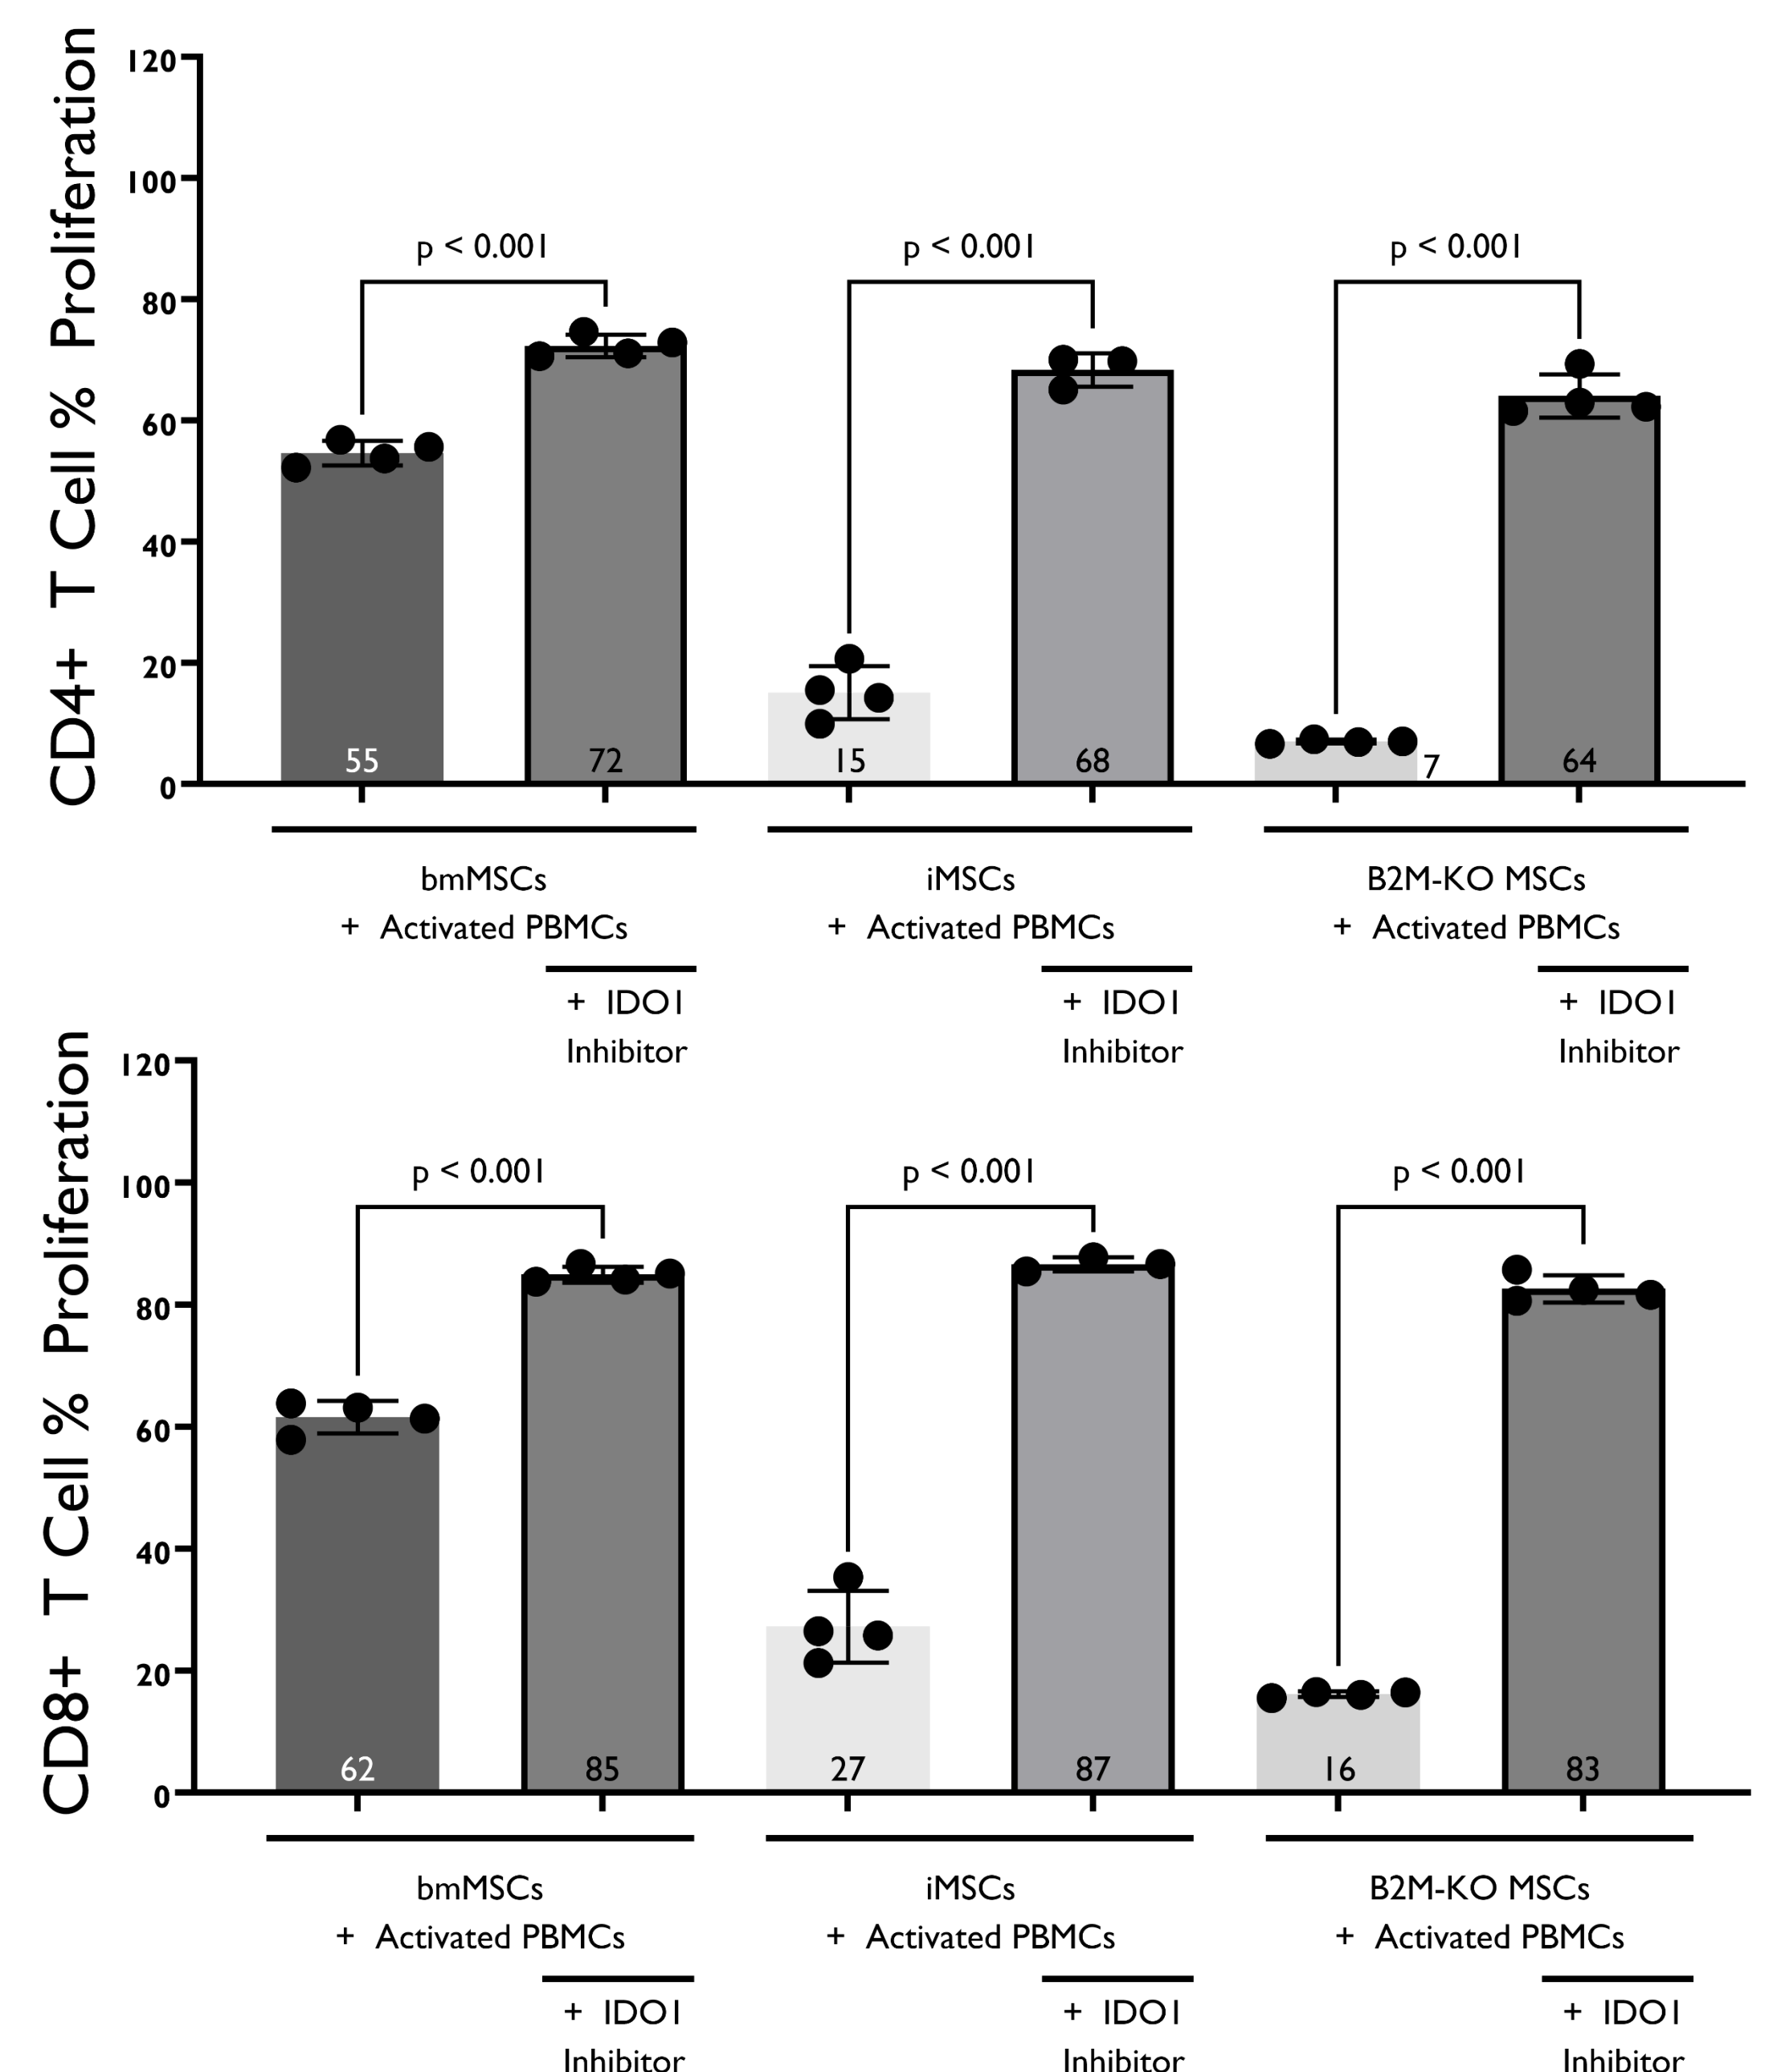 CD4+ T Cell % Proliferation
120
100
80
60
40
20
0
p < 0.001
p < 0.001
p < 0.001
55
72
15
68
7
64
bmMSCs
+ Activated PBMCs
+ IDO1
Inhibitor
iMSCs
+ Activated PBMCs
+ IDO1
Inhibitor
B2M-KO MSCs
+ Activated PBMCs
+ IDO1
Inhibitor
CD8+ T Cell % Proliferation
120
100
80
60
40
20
0
p < 0.001
p < 0.001
p < 0.001
62
85
27
87
16
83
bmMSCs
+ Activated PBMCs
+ IDO1
Inhibitor
iMSCs
+ Activated PBMCs
+ IDO1
Inhibitor
B2M-KO MSCs
+ Activated PBMCs
+ IDO1
Inhibitor